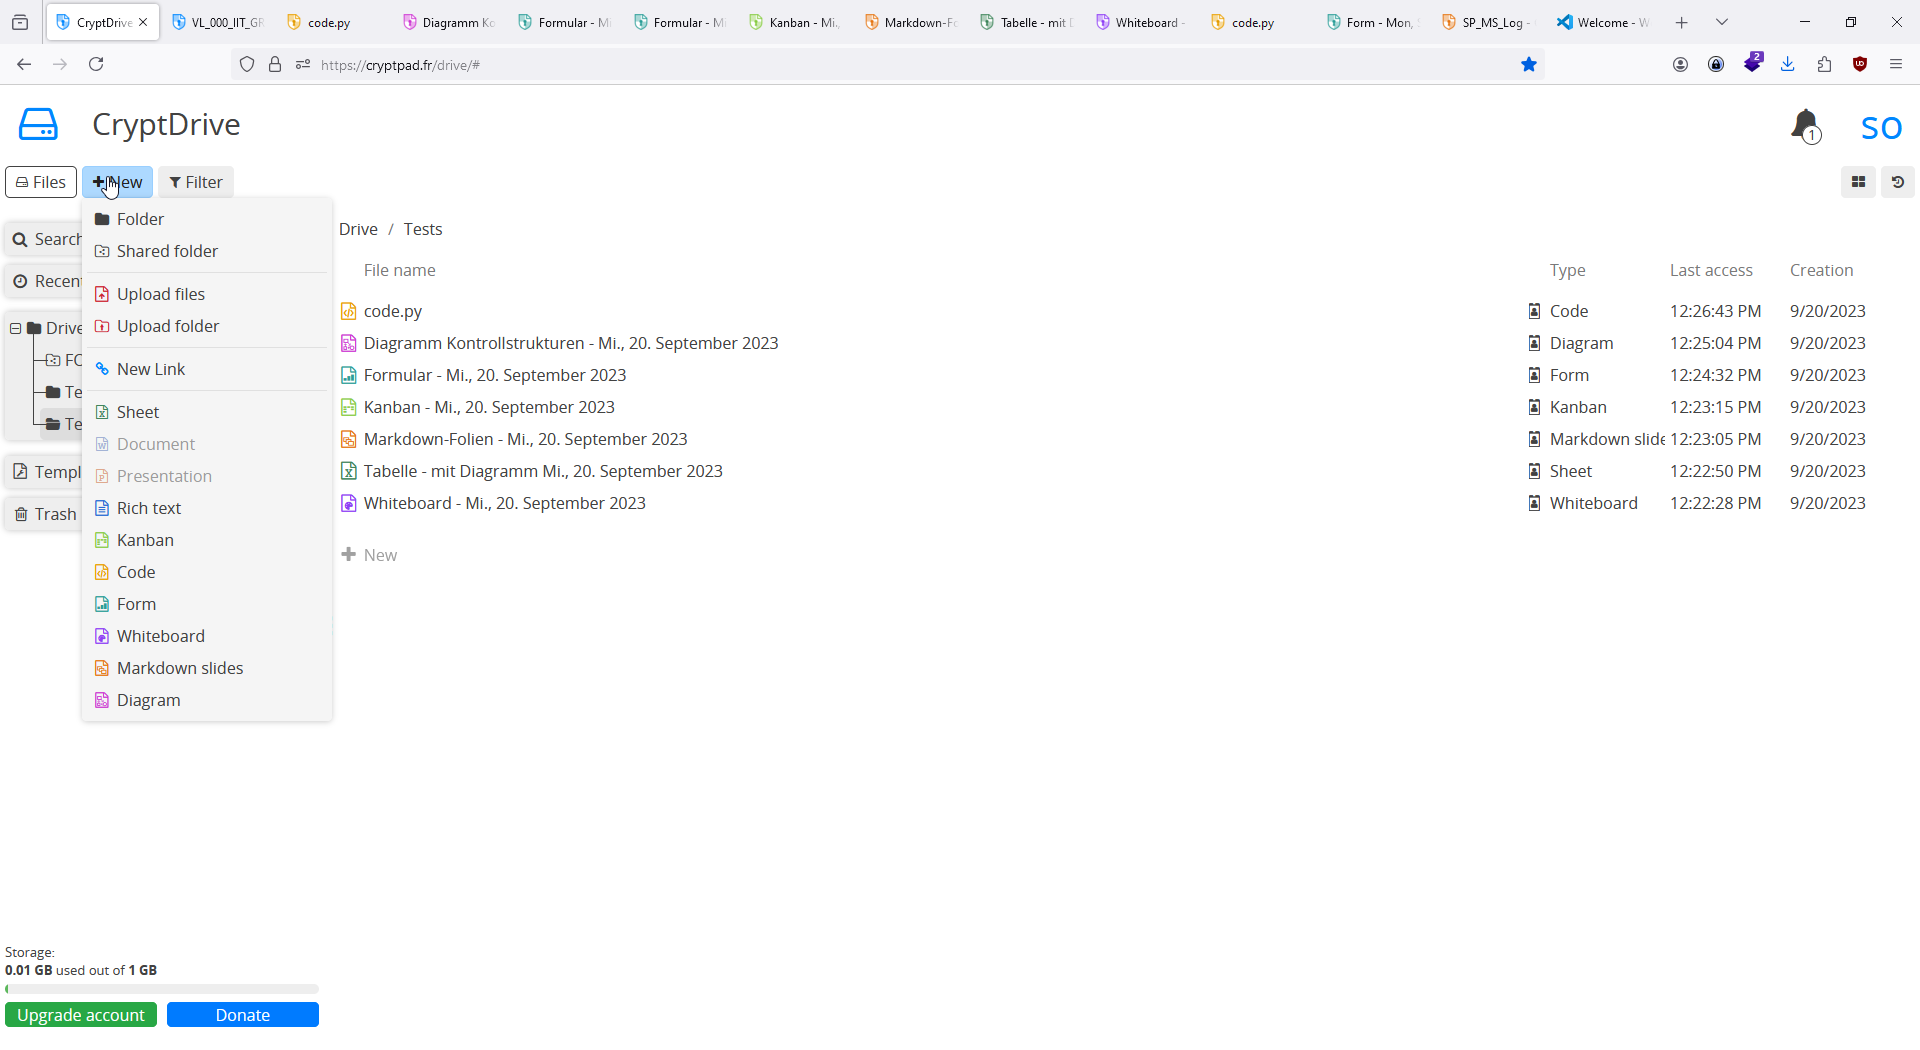 CryptDrive VL_000_IIT_GR code.py Diagramm Ko Formular - Mi Formular - Mi Kanban - Mi., Markdown-Fo Tabelle - mit D Whiteboard - code.py Form - Mon, SP_MS_Log - Welcome - W
https://cryptpad.fr/drive/# 2
CryptDrive 1 SO
Files New Filter
Folder
Shared folder
Upload files
Upload folder
New Link
Sheet
Document
Presentation
Rich text
Kanban
Code
Form
Whiteboard
Markdown slides
Diagram
Search
Recen
Drive
FO
Te
Te
Templ
Trash
Drive / Tests
File name Type Last access Creation
code.py Code 12:26:43 PM 9/20/2023
Diagramm Kontrollstrukturen - Mi., 20. September 2023 Diagram 12:25:04 PM 9/20/2023
Formular - Mi., 20. September 2023 Form 12:24:32 PM 9/20/2023
Kanban - Mi., 20. September 2023 Kanban 12:23:15 PM 9/20/2023
Markdown-Folien - Mi., 20. September 2023 Markdown slide 12:23:05 PM 9/20/2023
Tabelle - mit Diagramm Mi., 20. September 2023 Sheet 12:22:50 PM 9/20/2023
Whiteboard - Mi., 20. September 2023 Whiteboard 12:22:28 PM 9/20/2023
New
Storage:
0.01 GB used out of 1 GB
Upgrade account Donate